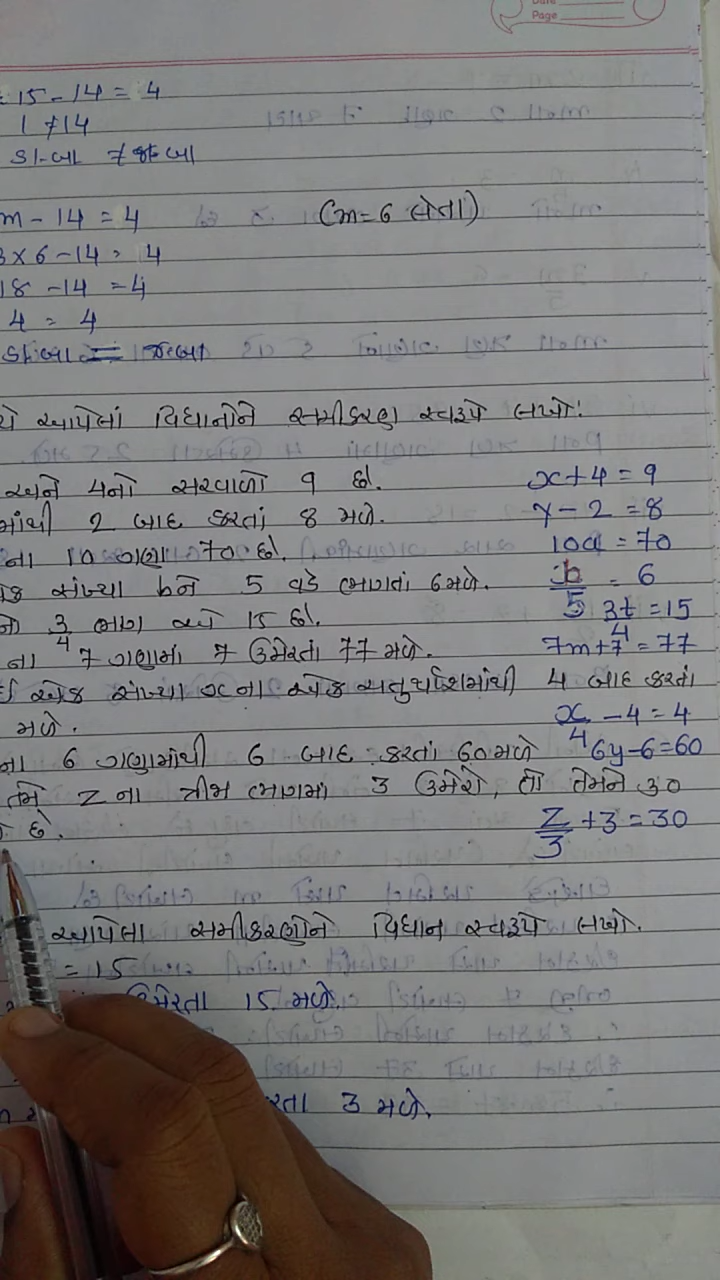 Page
= 15 - 14 = 4
1 ≠ 14
ડા.બા ≠ જ.બા
m - 14 = 4 (m = 6 લેતા)
3 × 6 - 14 = 4
18 - 14 = 4
4 = 4
ડા.બા = જ.બા
આપેલાં વિધાનોને સમીકરણ સ્વરૂપે લખો:
અને 4નો સરવાળો 9 છે. x + 4 = 9
માંથી 2 બાદ કરતાં 8 મળે. y - 2 = 8
ના 10 ગણા 70 છે. 10a = 70
સંખ્યા bને 5 વડે ભાગતાં 6 મળે. b/5 = 6
3/4 ભાગ એ 15 છે. 3t/4 = 15
ના 7 ગણામાં 7 ઉમેરતા 77 મળે. 7m + 7 = 77
એક સંખ્યા xના એક ચતુર્થાંશમાંથી 4 બાદ કરતાં
મળે. x/4 - 4 = 4
ના 6 ગણામાંથી 6 બાદ કરતાં 60 મળે 6y - 6 = 60
z ના ત્રીજા ભાગમાં 3 ઉમેરો, તો તમને 30
છે. z/3 + 3 = 30
આપેલા સમીકરણોને વિધાન સ્વરૂપે લખો.
= 15
ઉમેરતા 15 મળે.
રતા 3 મળે.